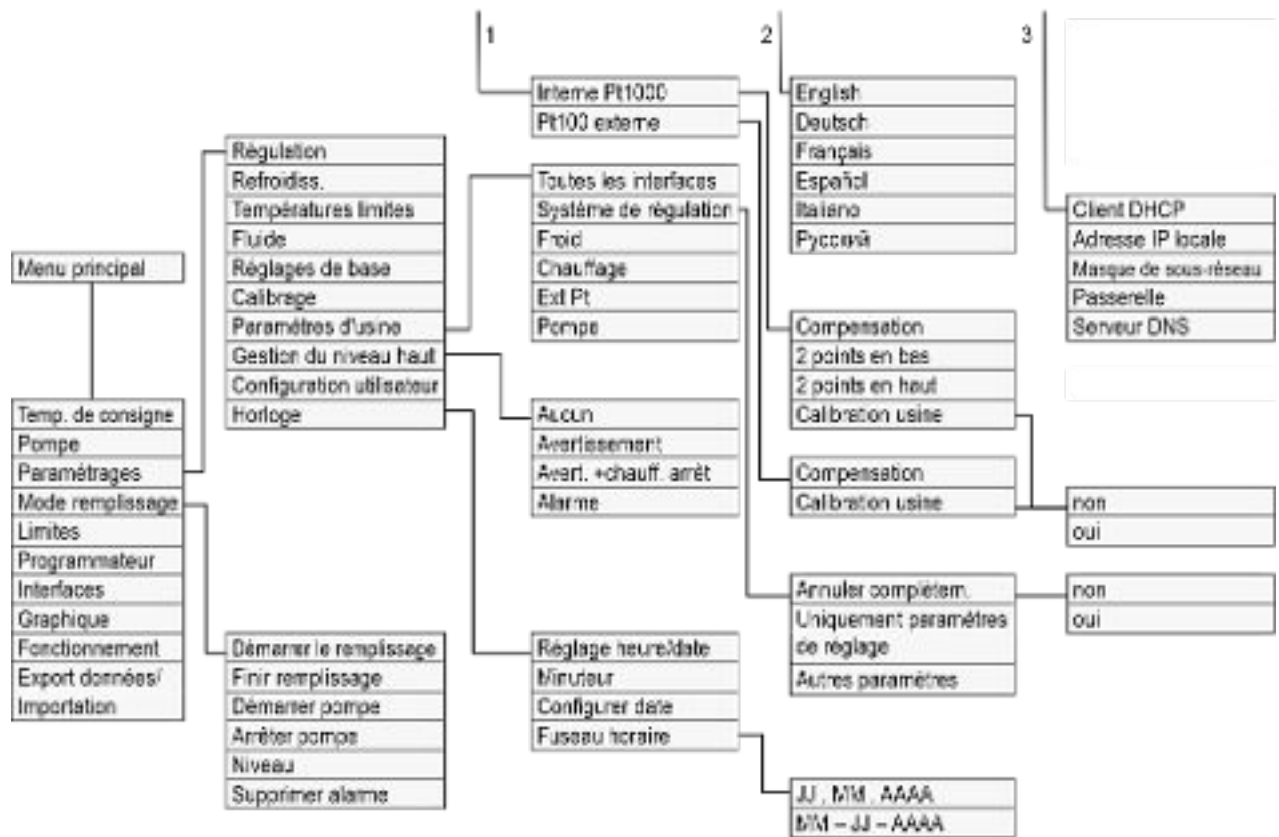 1
2
3
Menu principal
Temp. de consigne
Pompe
Paramétrages
Mode remplissage
Limites
Programmateur
Interfaces
Graphique
Fonctionnement
Export données/
Importation
Régulation
Refroidiss.
Températures limites
Fluide
Réglages de base
Calibrage
Paramètres d'usine
Gestion du niveau haut
Configuration utilisateur
Horloge
Démarrer le remplissage
Finir remplissage
Démarrer pompe
Arrêter pompe
Niveau
Supprimer alarme
Interne Pt1000
Pt100 externe
Toutes les interfaces
Système de régulation
Froid
Chauffage
Ext Pt
Pompe
Aucun
Avertissement
Avert. +chauff. arrêt
Alarme
Réglage heure/date
Minuteur
Configurer date
Fuseau horaire
English
Deutsch
Français
Español
Italiano
Русский
Compensation
2 points en bas
2 points en haut
Calibration usine
Compensation
Calibration usine
Annuler complètem.
Uniquement paramètres
de réglage
Autres paramètres
JJ . MM . AAAA
MM – JJ – AAAA
Client DHCP
Adresse IP locale
Masque de sous-réseau
Passerelle
Serveur DNS
non
oui
non
oui